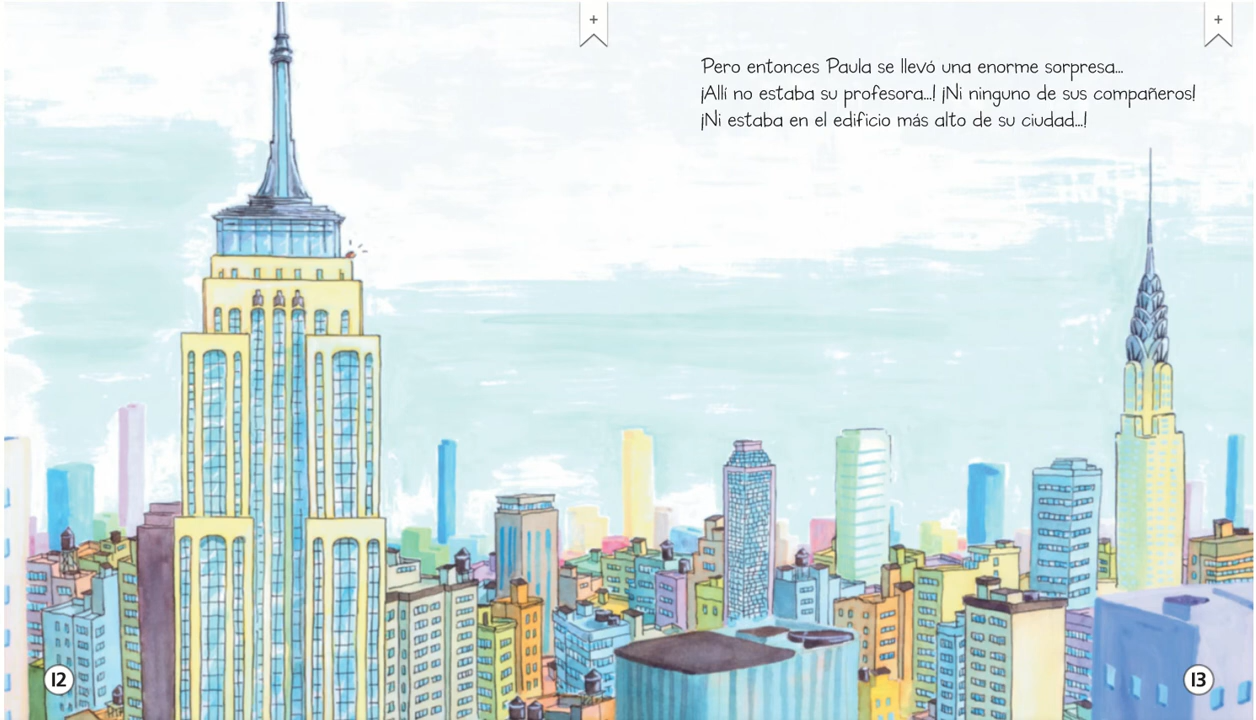 Pero entonces Paula se llevó una enorme sorpresa...
¡Allí no estaba su profesora...! ¡Ni ninguno de sus compañeros!
¡Ni estaba en el edificio más alto de su ciudad...!
12
13